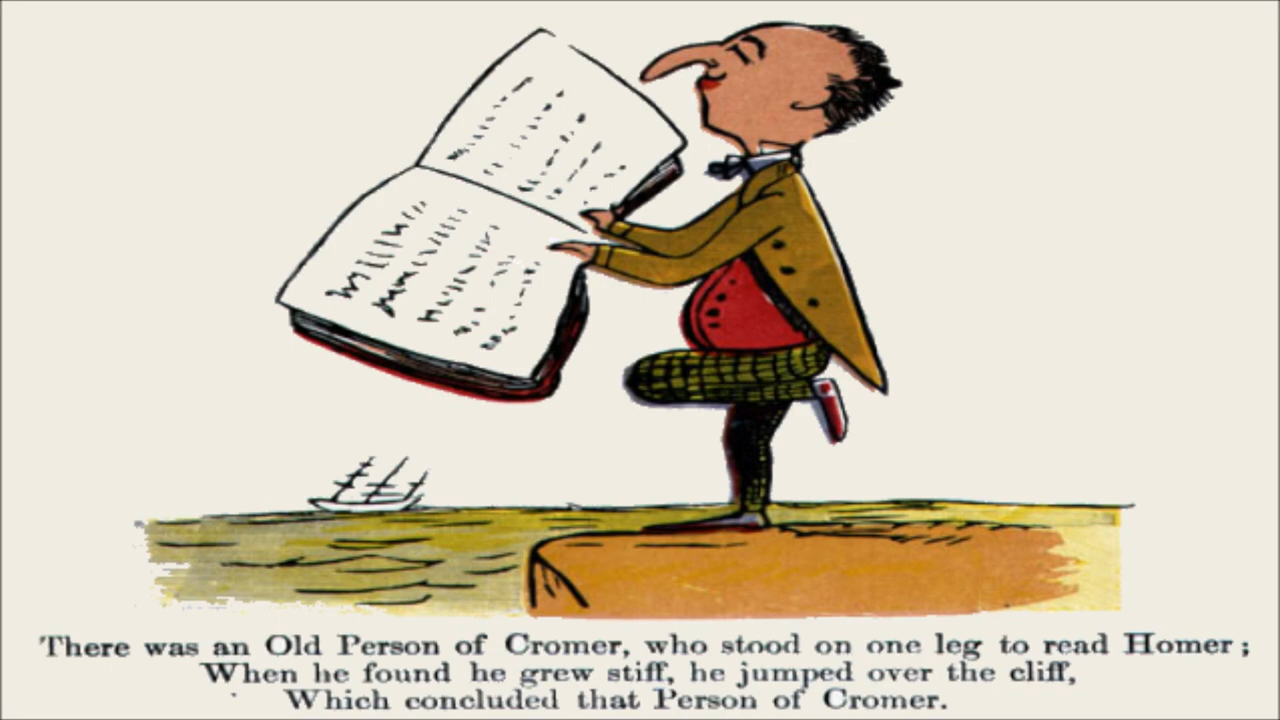 There was an Old Person of Cromer, who stood on one leg to read Homer;
When he found he grew stiff, he jumped over the cliff,
Which concluded that Person of Cromer.